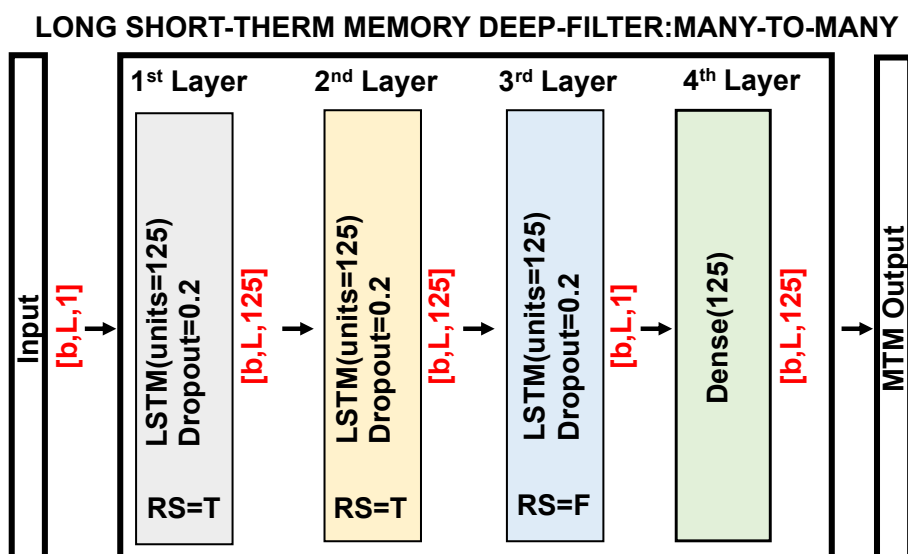 LONG SHORT-THERM MEMORY DEEP-FILTER:MANY-TO-MANY
Input
[b,L,1]
1st Layer
LSTM(units=125)
Dropout=0.2
RS=T
[b,L,125]
2nd Layer
LSTM(units=125)
Dropout=0.2
RS=T
[b,L,125]
3rd Layer
LSTM(units=125)
Dropout=0.2
RS=F
[b,L,1]
4th Layer
Dense(125)
[b,L,125]
MTM Output